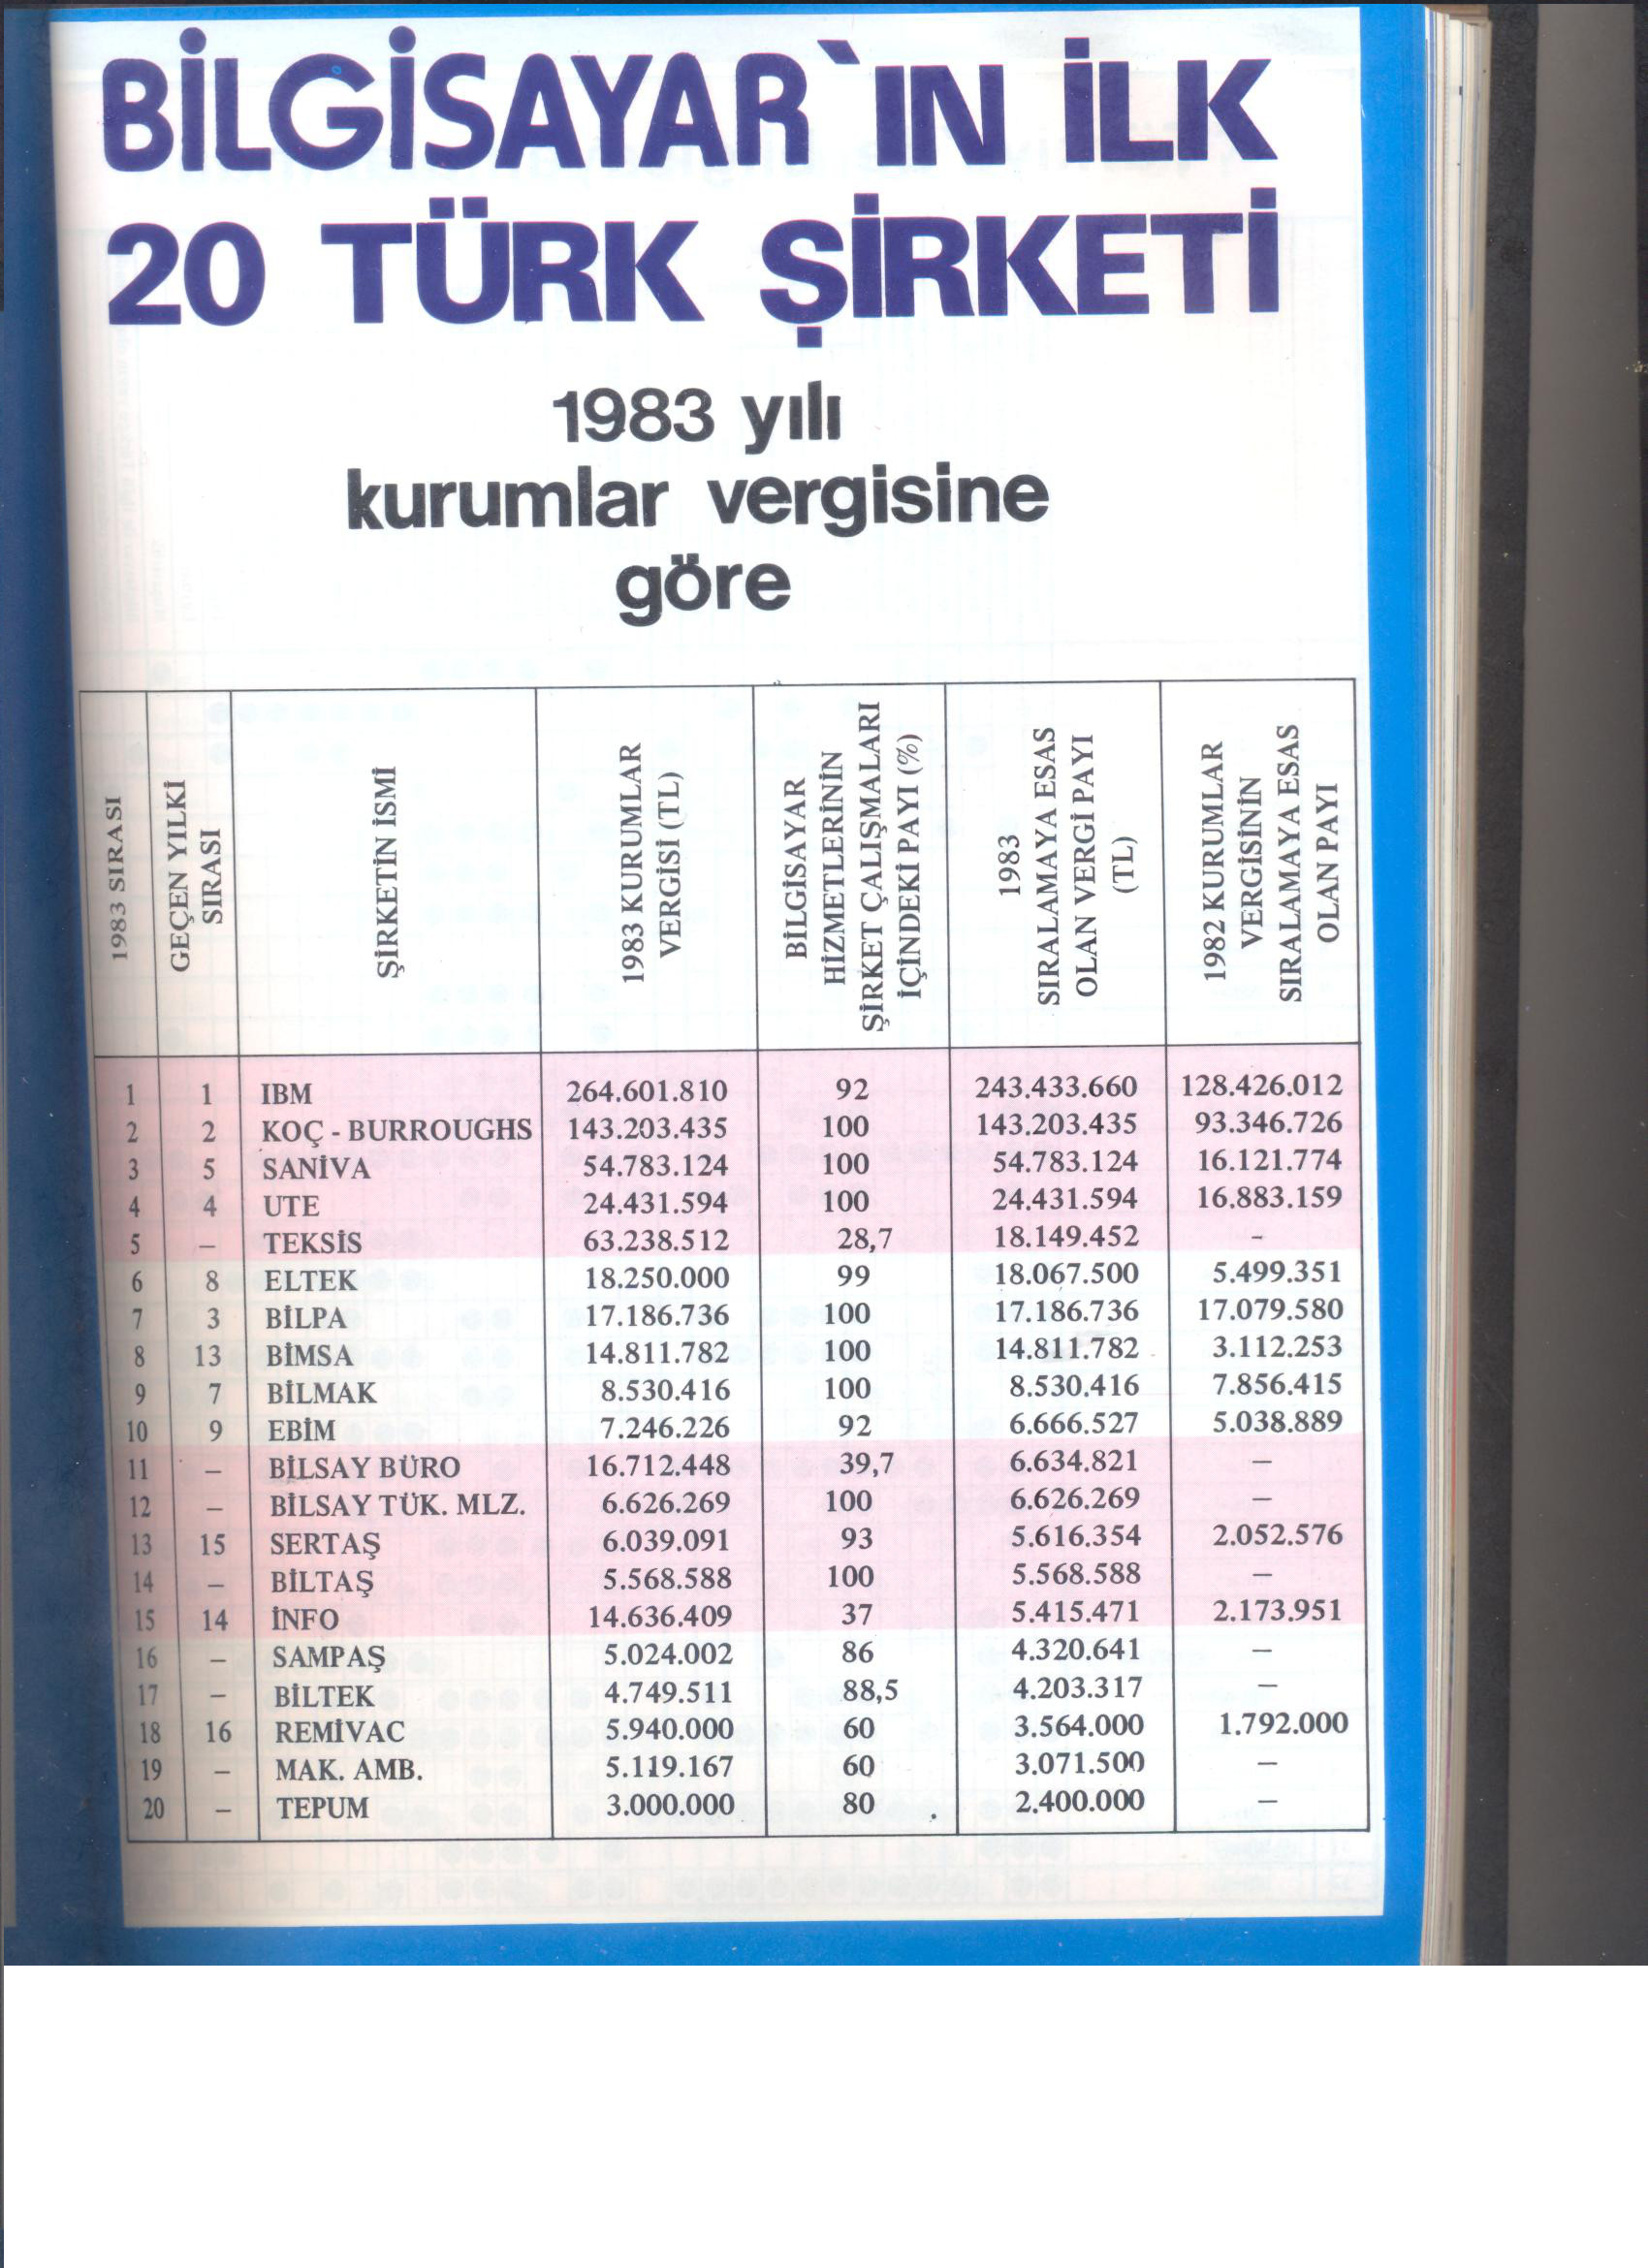 BİLGİSAYAR`IN İLK
20 TÜRK ŞİRKETİ
1983 yılı
kurumlar vergisine
göre
1983 SIRASI
GEÇEN YILKİ
SIRASI
ŞİRKETİN İSMİ
1983 KURUMLAR
VERGİSİ (TL)
BİLGİSAYAR
HİZMETLERİNİN
ŞİRKET ÇALIŞMALARI
İÇİNDEKİ PAYI (%)
1983
SIRALAMAYA ESAS
OLAN VERGİ PAYI
(TL)
1982 KURUMLAR
VERGİSİNİN
SIRALAMAYA ESAS
OLAN PAYI
1 1 IBM 264.601.810 92 243.433.660 128.426.012
2 2 KOÇ - BURROUGHS 143.203.435 100 143.203.435 93.346.726
3 5 SANİVA 54.783.124 100 54.783.124 16.121.774
4 4 UTE 24.431.594 100 24.431.594 16.883.159
5 – TEKSİS 63.238.512 28,7 18.149.452 -
6 8 ELTEK 18.250.000 99 18.067.500 5.499.351
7 3 BİLPA 17.186.736 100 17.186.736 17.079.580
8 13 BİMSA 14.811.782 100 14.811.782 3.112.253
9 7 BİLMAK 8.530.416 100 8.530.416 7.856.415
10 9 EBİM 7.246.226 92 6.666.527 5.038.889
11 – BİLSAY BÜRO 16.712.448 39,7 6.634.821 –
12 – BİLSAY TÜK. MLZ. 6.626.269 100 6.626.269 –
13 15 SERTAŞ 6.039.091 93 5.616.354 2.052.576
14 – BİLTAŞ 5.568.588 100 5.568.588 –
15 14 İNFO 14.636.409 37 5.415.471 2.173.951
16 – SAMPAŞ 5.024.002 86 4.320.641 –
17 – BİLTEK 4.749.511 88,5 4.203.317 –
18 16 REMİVAC 5.940.000 60 3.564.000 1.792.000
19 – MAK. AMB. 5.119.167 60 3.071.500 –
20 – TEPUM 3.000.000 80 2.400.000 –